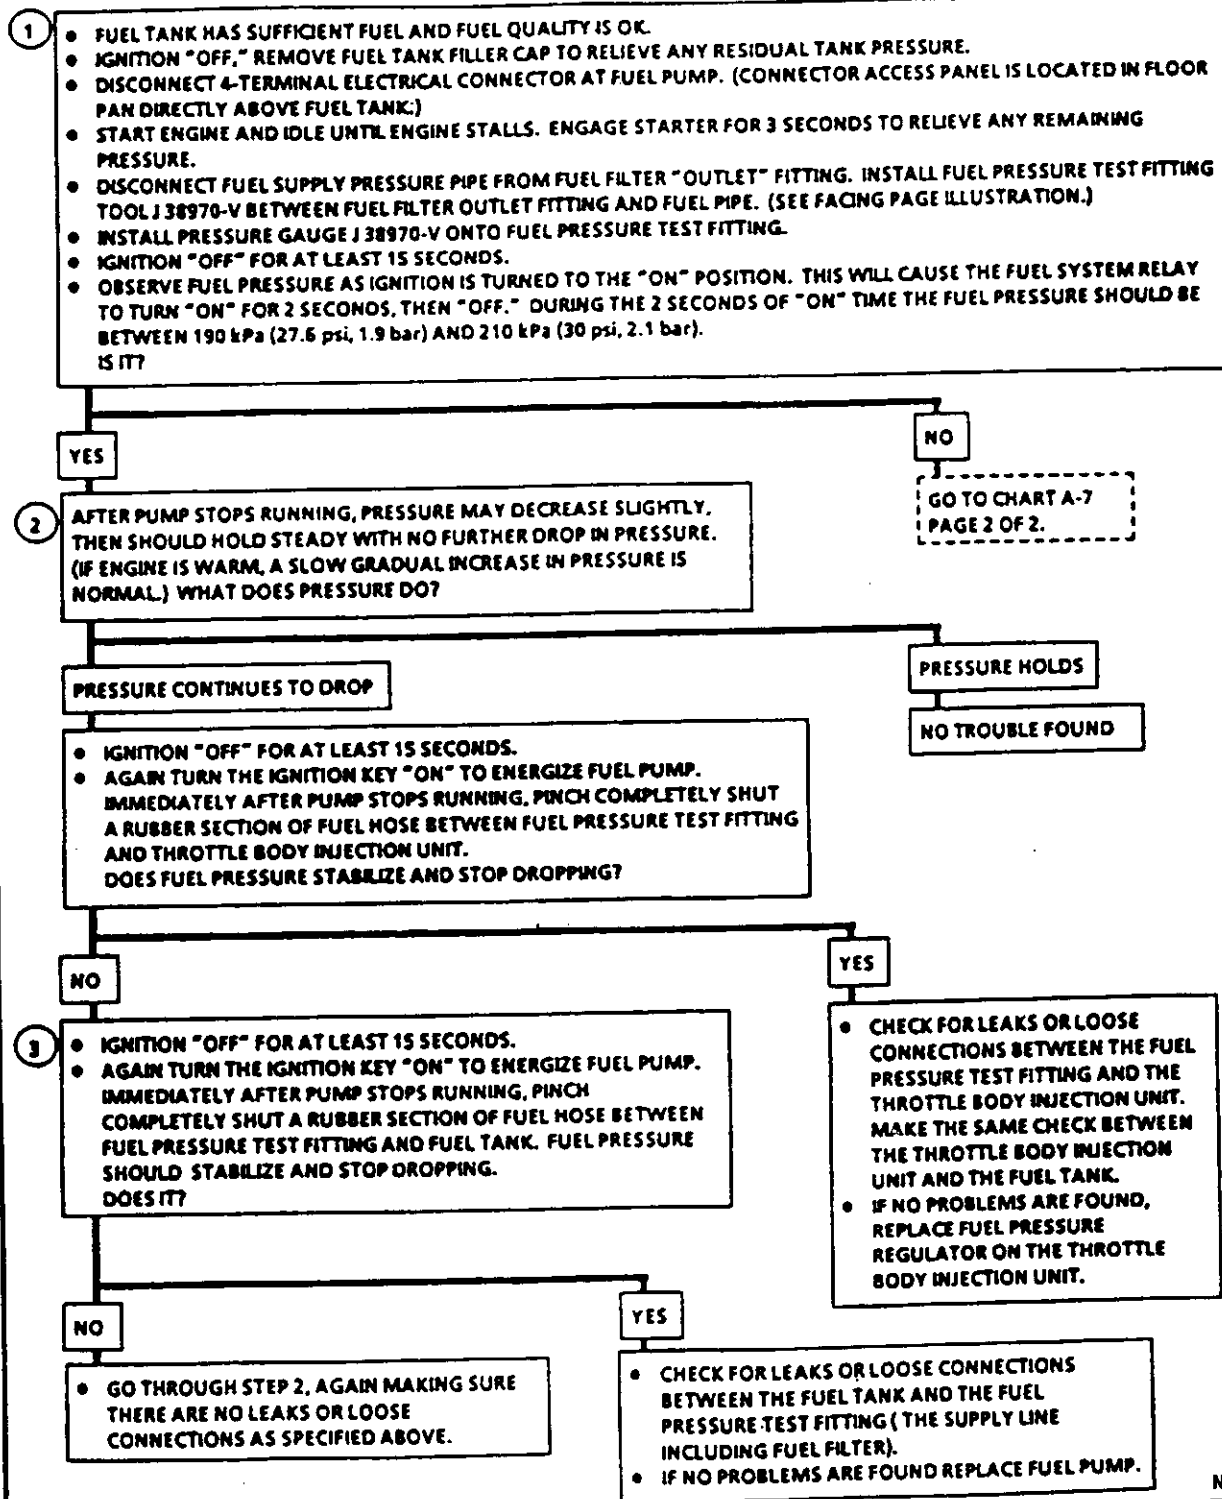 1
• FUEL TANK HAS SUFFICIENT FUEL AND FUEL QUALITY IS OK.
• IGNITION "OFF," REMOVE FUEL TANK FILLER CAP TO RELIEVE ANY RESIDUAL TANK PRESSURE.
• DISCONNECT 4-TERMINAL ELECTRICAL CONNECTOR AT FUEL PUMP. (CONNECTOR ACCESS PANEL IS LOCATED IN FLOOR
PAN DIRECTLY ABOVE FUEL TANK.)
• START ENGINE AND IDLE UNTIL ENGINE STALLS. ENGAGE STARTER FOR 3 SECONDS TO RELIEVE ANY REMAINING
PRESSURE.
• DISCONNECT FUEL SUPPLY PRESSURE PIPE FROM FUEL FILTER "OUTLET" FITTING. INSTALL FUEL PRESSURE TEST FITTING
TOOL J 38970-V BETWEEN FUEL FILTER OUTLET FITTING AND FUEL PIPE. (SEE FACING PAGE ILLUSTRATION.)
• INSTALL PRESSURE GAUGE J 38970-V ONTO FUEL PRESSURE TEST FITTING.
• IGNITION "OFF" FOR AT LEAST 15 SECONDS.
• OBSERVE FUEL PRESSURE AS IGNITION IS TURNED TO THE "ON" POSITION. THIS WILL CAUSE THE FUEL SYSTEM RELAY
TO TURN "ON" FOR 2 SECONDS, THEN "OFF." DURING THE 2 SECONDS OF "ON" TIME THE FUEL PRESSURE SHOULD BE
BETWEEN 190 kPa (27.6 psi, 1.9 bar) AND 210 kPa (30 psi, 2.1 bar).
IS IT?
YES
NO
GO TO CHART A-7
PAGE 2 OF 2.
2
AFTER PUMP STOPS RUNNING, PRESSURE MAY DECREASE SLIGHTLY,
THEN SHOULD HOLD STEADY WITH NO FURTHER DROP IN PRESSURE.
(IF ENGINE IS WARM, A SLOW GRADUAL INCREASE IN PRESSURE IS
NORMAL.) WHAT DOES PRESSURE DO?
PRESSURE CONTINUES TO DROP
PRESSURE HOLDS
NO TROUBLE FOUND
• IGNITION "OFF" FOR AT LEAST 15 SECONDS.
• AGAIN TURN THE IGNITION KEY "ON" TO ENERGIZE FUEL PUMP.
IMMEDIATELY AFTER PUMP STOPS RUNNING, PINCH COMPLETELY SHUT
A RUBBER SECTION OF FUEL HOSE BETWEEN FUEL PRESSURE TEST FITTING
AND THROTTLE BODY INJECTION UNIT.
DOES FUEL PRESSURE STABILIZE AND STOP DROPPING?
NO
YES
• CHECK FOR LEAKS OR LOOSE
CONNECTIONS BETWEEN THE FUEL
PRESSURE TEST FITTING AND THE
THROTTLE BODY INJECTION UNIT.
MAKE THE SAME CHECK BETWEEN
THE THROTTLE BODY INJECTION
UNIT AND THE FUEL TANK.
• IF NO PROBLEMS ARE FOUND,
REPLACE FUEL PRESSURE
REGULATOR ON THE THROTTLE
BODY INJECTION UNIT.
3
• IGNITION "OFF" FOR AT LEAST 15 SECONDS.
• AGAIN TURN THE IGNITION KEY "ON" TO ENERGIZE FUEL PUMP.
IMMEDIATELY AFTER PUMP STOPS RUNNING, PINCH
COMPLETELY SHUT A RUBBER SECTION OF FUEL HOSE BETWEEN
FUEL PRESSURE TEST FITTING AND FUEL TANK. FUEL PRESSURE
SHOULD STABILIZE AND STOP DROPPING.
DOES IT?
NO
YES
• GO THROUGH STEP 2, AGAIN MAKING SURE
THERE ARE NO LEAKS OR LOOSE
CONNECTIONS AS SPECIFIED ABOVE.
• CHECK FOR LEAKS OR LOOSE CONNECTIONS
BETWEEN THE FUEL TANK AND THE FUEL
PRESSURE TEST FITTING ( THE SUPPLY LINE
INCLUDING FUEL FILTER).
• IF NO PROBLEMS ARE FOUND REPLACE FUEL PUMP.
N